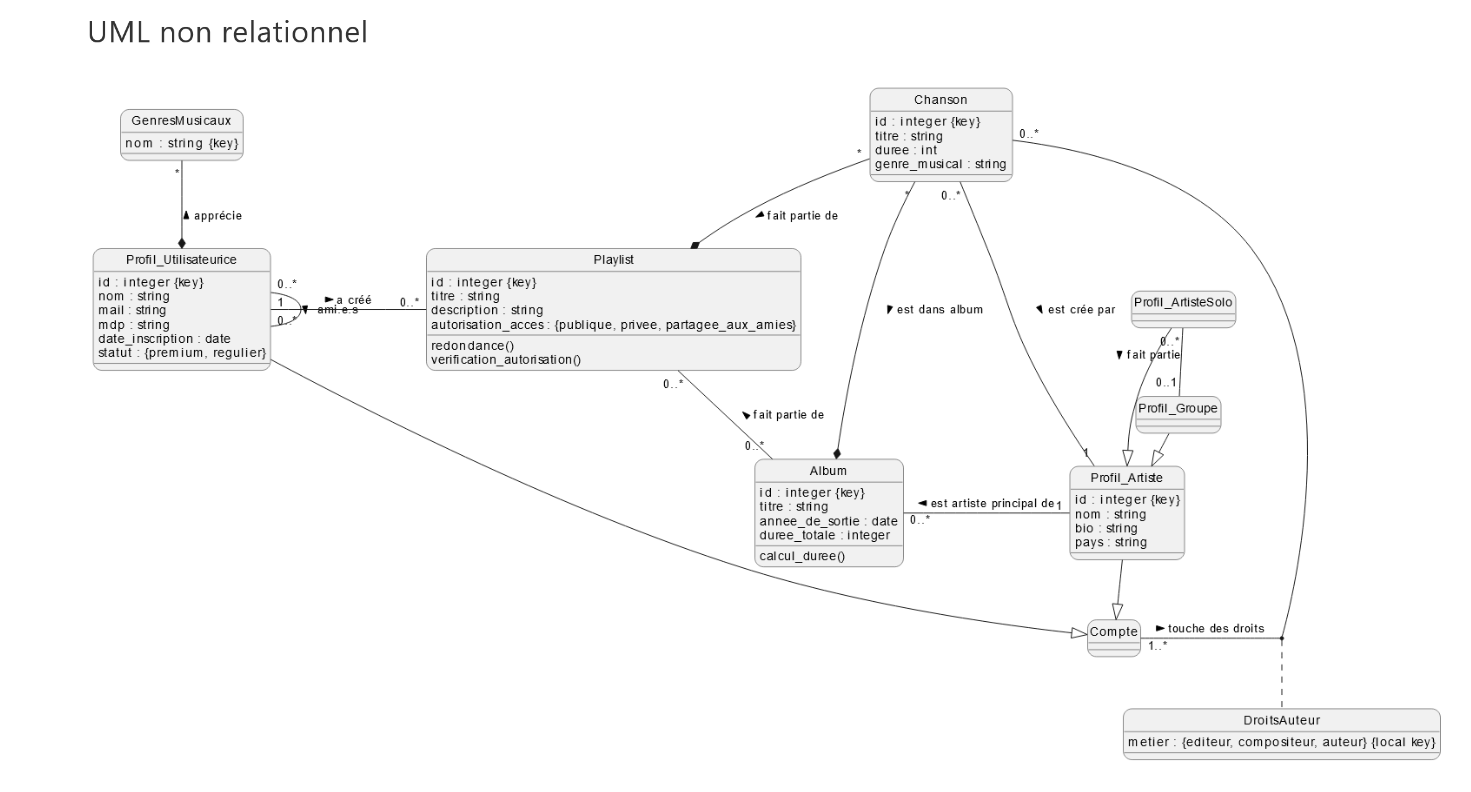 UML non relationnel
GenresMusicaux
nom : string {key}
*
apprécie
Profil_Utilisateurice
id : integer {key}
nom : string
mail : string
mdp : string
date_inscription : date
statut : {premium, regulier}
0..*
1
0..*
ami.e.s
a créé
0..*
Playlist
id : integer {key}
titre : string
description : string
autorisation_acces : {publique, privee, partagee_aux_amies}
redondance()
verification_autorisation()
Chanson
id : integer {key}
titre : string
duree : int
genre_musical : string
*
fait partie de
*
est dans album
0..*
est crée par
1
0..*
0..*
fait partie de
0..*
Album
id : integer {key}
titre : string
annee_de_sortie : date
duree_totale : integer
calcul_duree()
est artiste principal de
1
0..*
Profil_ArtisteSolo
0..*
fait partie
0..1
Profil_Groupe
Profil_Artiste
id : integer {key}
nom : string
bio : string
pays : string
Compte
touche des droits
1..*
DroitsAuteur
metier : {editeur, compositeur, auteur} {local key}